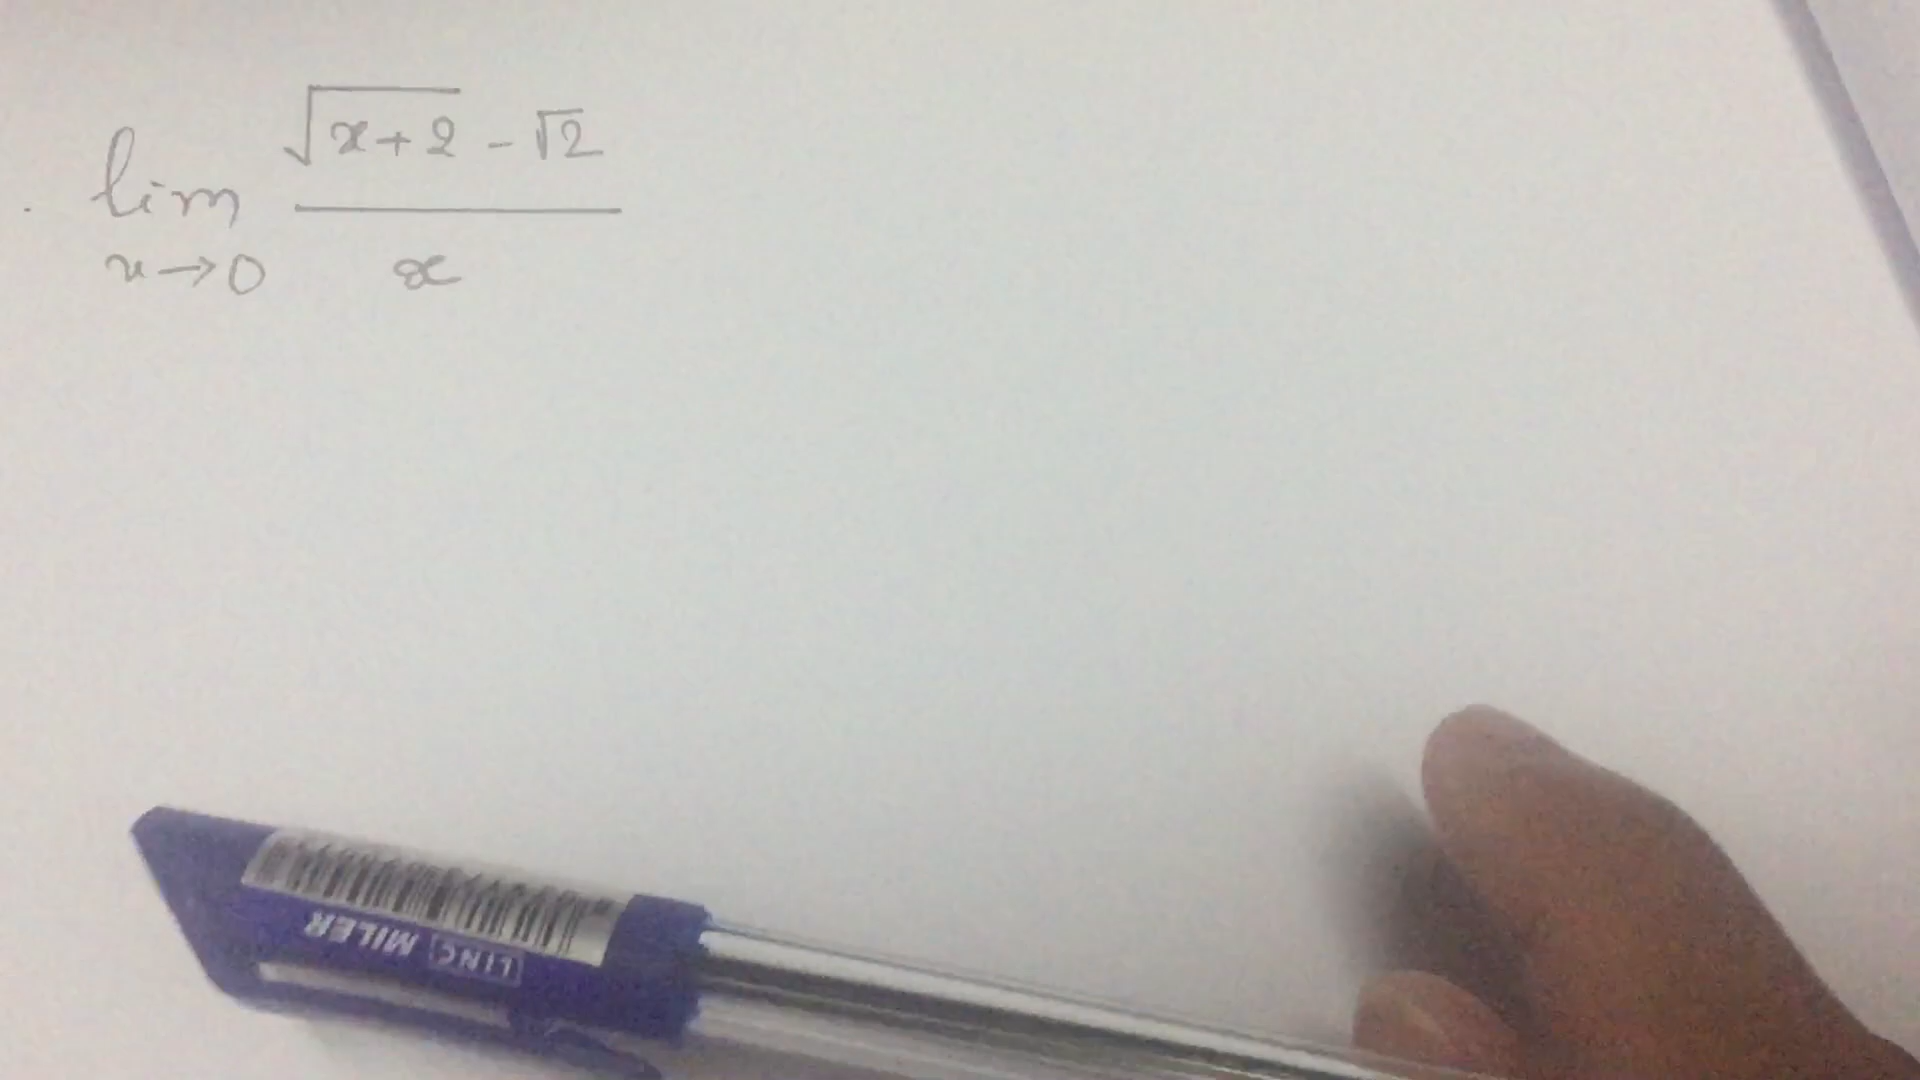 lim √(x+2) - √2 / x
x→0
LINC MILER